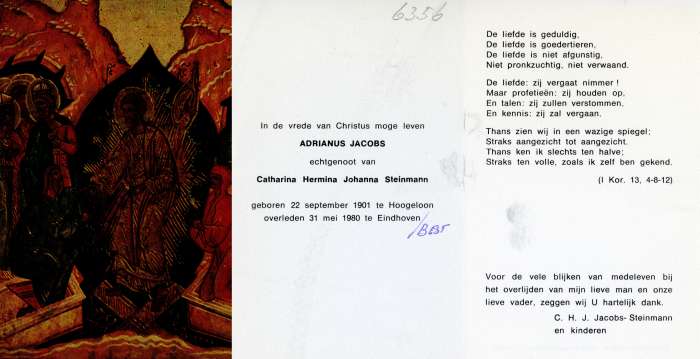 6356
In de vrede van Christus moge leven
ADRIANUS JACOBS
echtgenoot van
Catharina Hermina Johanna Steinmann
geboren 22 september 1901 te Hoogeloon
overleden 31 mei 1980 te Eindhoven
/BEST
De liefde is geduldig,
De liefde is goedertieren,
De liefde is niet afgunstig,
Niet pronkzuchtig, niet verwaand.
De liefde: zij vergaat nimmer!
Maar profetieën: zij houden op,
En talen: zij zullen verstommen,
En kennis: zij zal vergaan.
Thans zien wij in een wazige spiegel;
Straks aangezicht tot aangezicht.
Thans ken ik slechts ten halve;
Straks ten volle, zoals ik zelf ben gekend.
(I Kor. 13, 4-8-12)
Voor de vele blijken van medeleven bij
het overlijden van mijn lieve man en onze
lieve vader, zeggen wij U hartelijk dank.
C. H. J. Jacobs-Steinmann
en kinderen